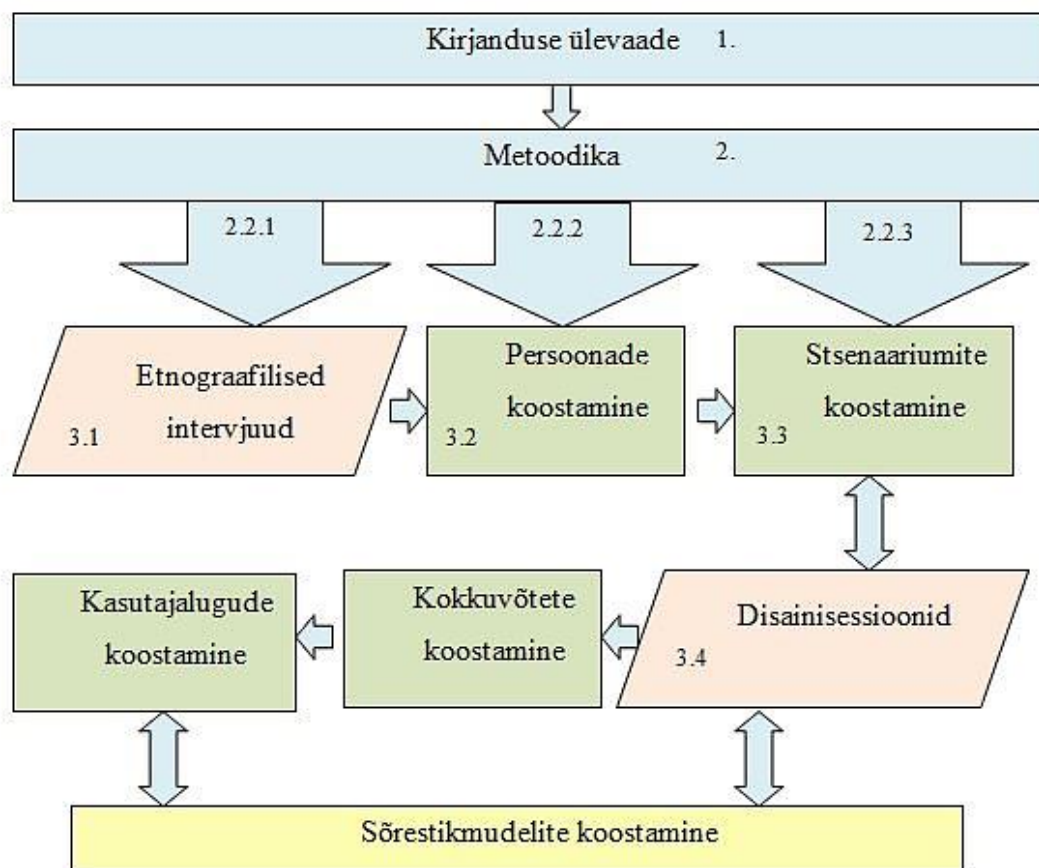 Kirjanduse ülevaade 1.
Metoodika 2.
2.2.1
2.2.2
2.2.3
Etnograafilised
intervjuud
3.1
Persoonade
koostamine
3.2
Stsenaariumite
koostamine
3.3
Kasutajalugude
koostamine
Kokkuvõtete
koostamine
Disainisessioonid
3.4
Sõrestikmudelite koostamine